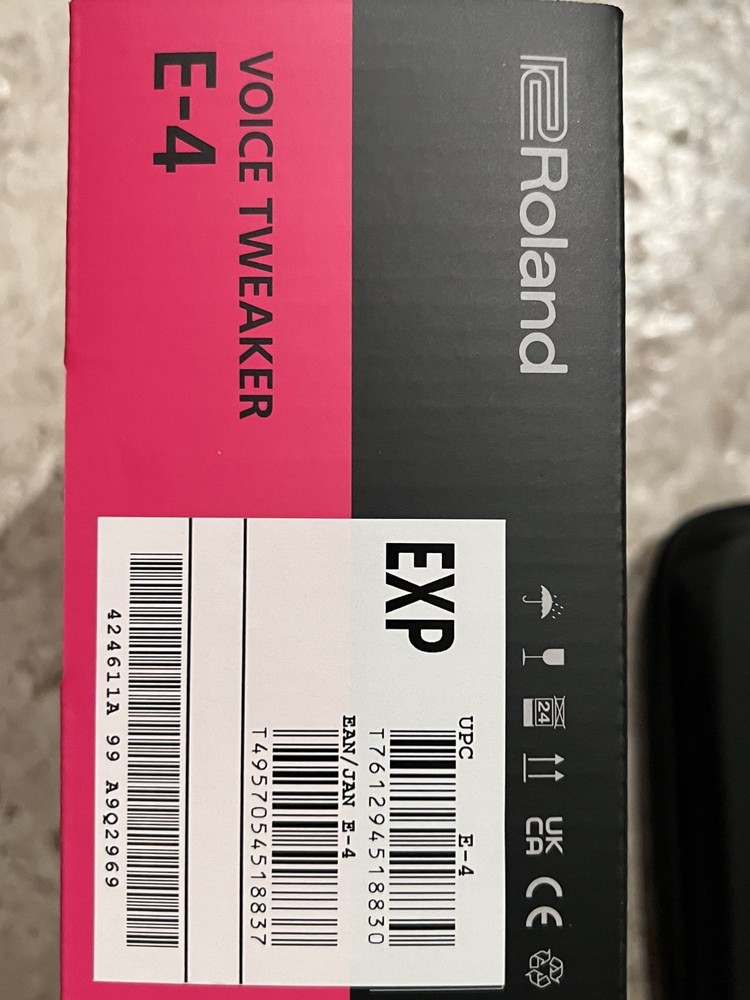 Roland
VOICE TWEAKER
E-4
EXP
UPC E-4
T761294518830
EAN/JAN E-4
T4957054518837
424611A 99 A9Q2969
24
UK
CA
CE